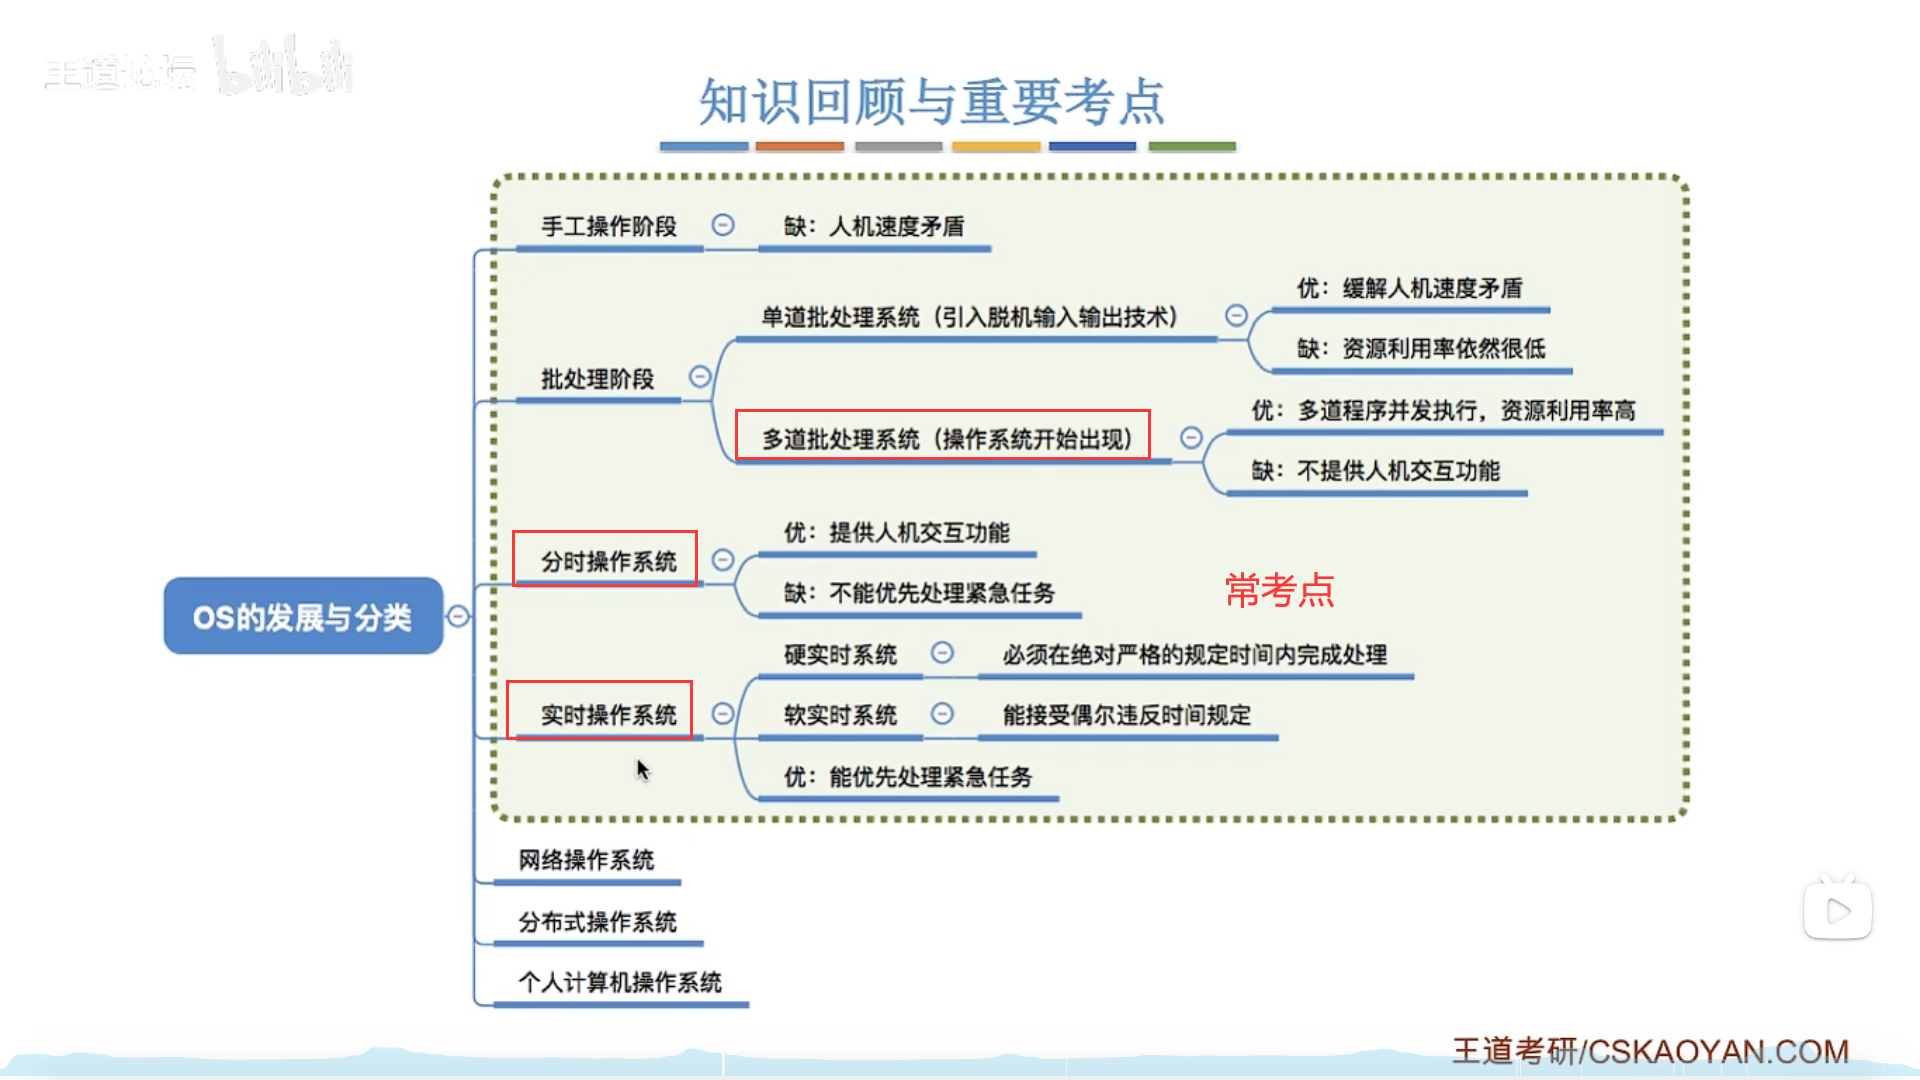 王道论坛 bilibili
知识回顾与重要考点
手工操作阶段
缺：人机速度矛盾
批处理阶段
单道批处理系统（引入脱机输入输出技术）
优：缓解人机速度矛盾
缺：资源利用率依然很低
多道批处理系统（操作系统开始出现）
优：多道程序并发执行，资源利用率高
缺：不提供人机交互功能
分时操作系统
优：提供人机交互功能
缺：不能优先处理紧急任务
常考点
OS的发展与分类
实时操作系统
硬实时系统
必须在绝对严格的规定时间内完成处理
软实时系统
能接受偶尔违反时间规定
优：能优先处理紧急任务
网络操作系统
分布式操作系统
个人计算机操作系统
王道考研/CSKAOYAN.COM